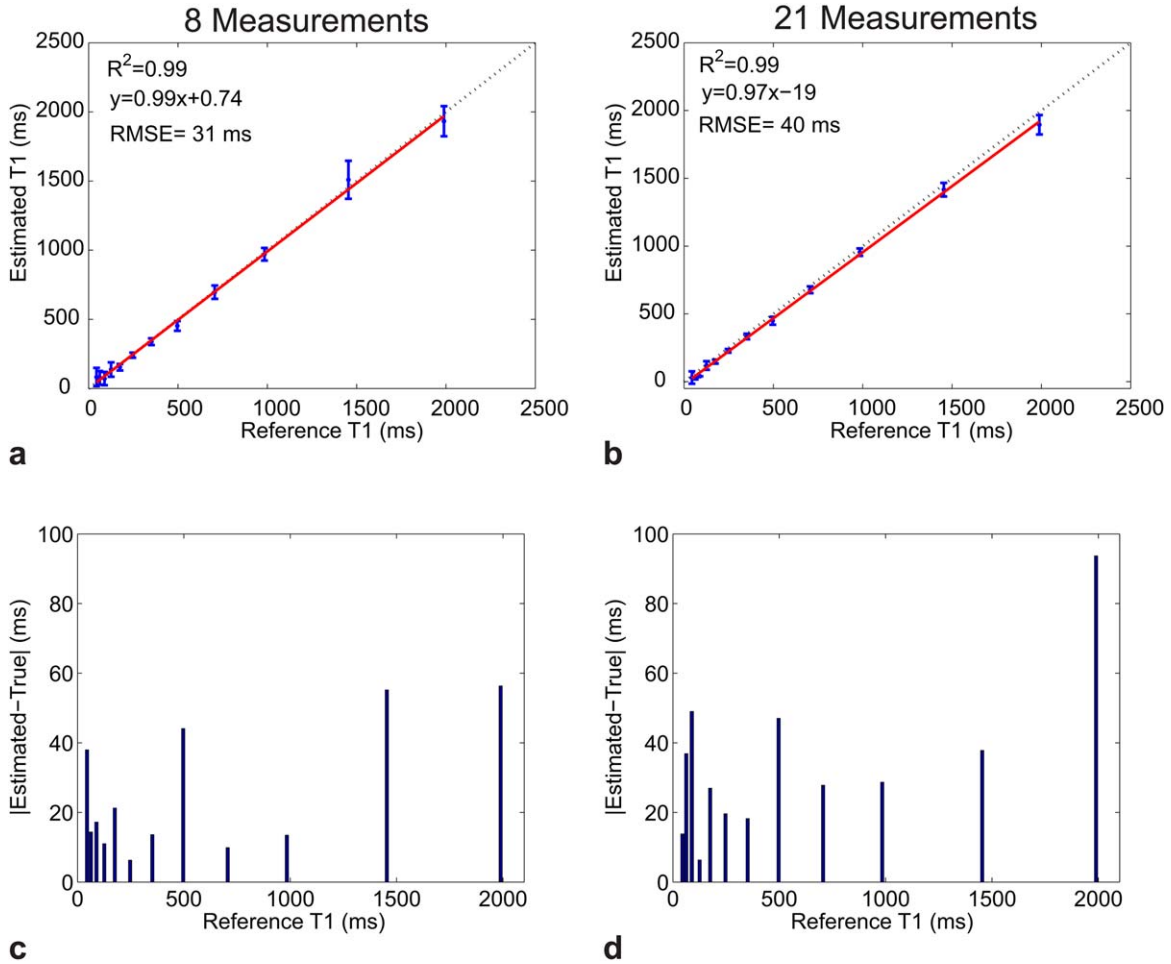 8 Measurements
2500
2000
1500
1000
500
0
Estimated T1 (ms)
R²=0.99
y=0.99x+0.74
RMSE= 31 ms
0 500 1000 1500 2000 2500
Reference T1 (ms)
a
21 Measurements
2500
2000
1500
1000
500
0
Estimated T1 (ms)
R²=0.99
y=0.97x−19
RMSE= 40 ms
0 500 1000 1500 2000 2500
Reference T1 (ms)
b
100
80
60
40
20
0
|Estimated−True| (ms)
0 500 1000 1500 2000
Reference T1 (ms)
c
100
80
60
40
20
0
|Estimated−True| (ms)
0 500 1000 1500 2000
Reference T1 (ms)
d